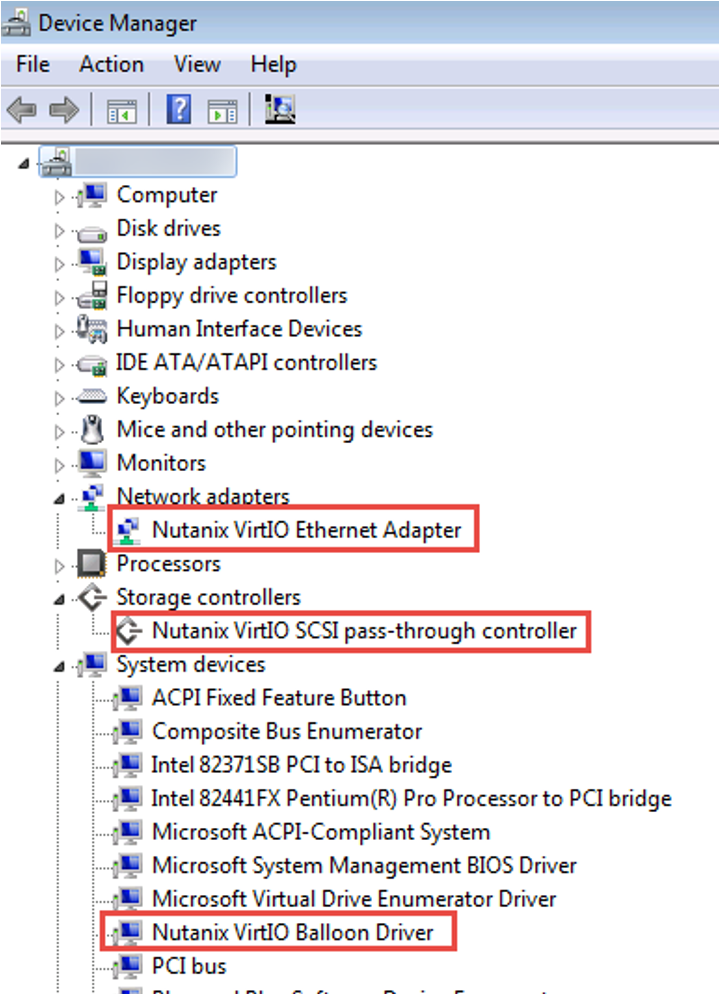 Device Manager
File Action View Help
Computer
Disk drives
Display adapters
Floppy drive controllers
Human Interface Devices
IDE ATA/ATAPI controllers
Keyboards
Mice and other pointing devices
Monitors
Network adapters
Nutanix VirtIO Ethernet Adapter
Processors
Storage controllers
Nutanix VirtIO SCSI pass-through controller
System devices
ACPI Fixed Feature Button
Composite Bus Enumerator
Intel 82371SB PCI to ISA bridge
Intel 82441FX Pentium(R) Pro Processor to PCI bridge
Microsoft ACPI-Compliant System
Microsoft System Management BIOS Driver
Microsoft Virtual Drive Enumerator Driver
Nutanix VirtIO Balloon Driver
PCI bus